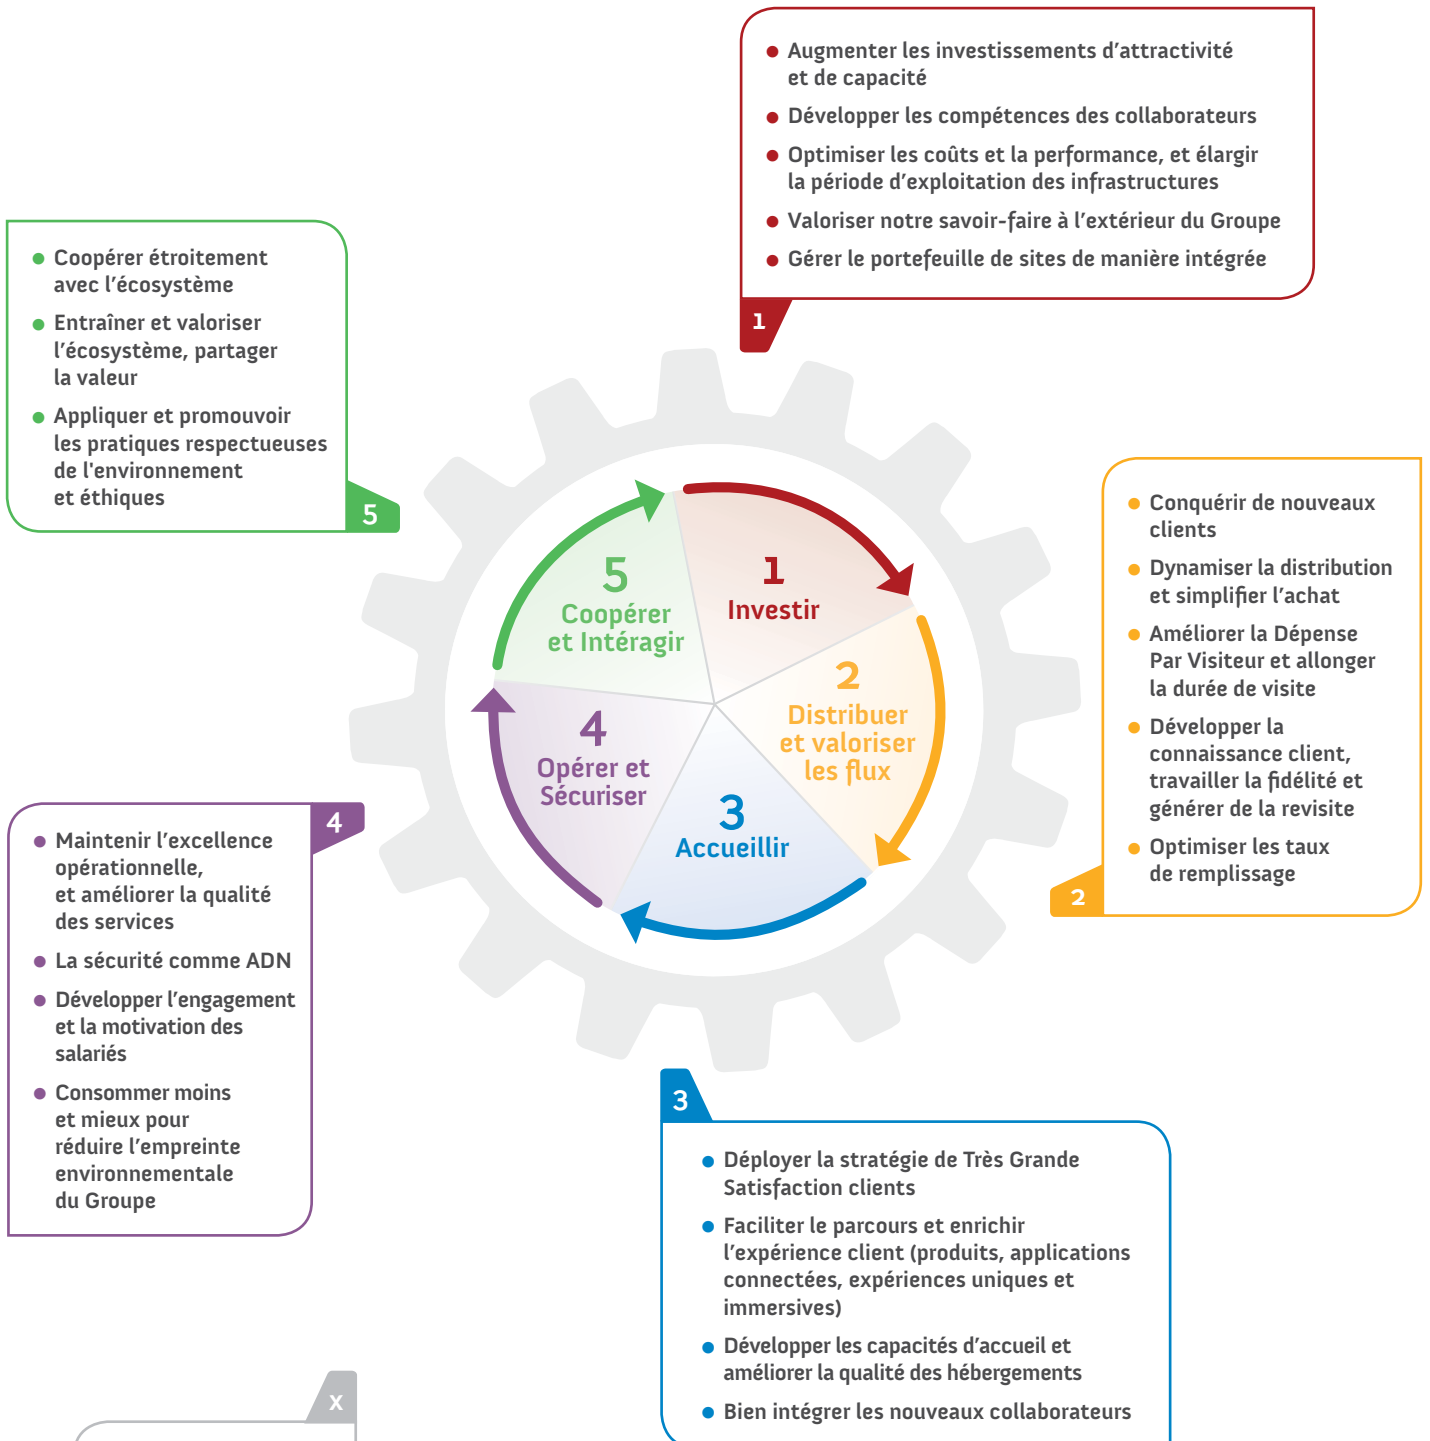 Augmenter les investissements d’attractivité
et de capacité
Développer les compétences des collaborateurs
Optimiser les coûts et la performance, et élargir
la période d’exploitation des infrastructures
Valoriser notre savoir-faire à l’extérieur du Groupe
Gérer le portefeuille de sites de manière intégrée
1
Coopérer étroitement
avec l’écosystème
Entraîner et valoriser
l’écosystème, partager
la valeur
Appliquer et promouvoir
les pratiques respectueuses
de l'environnement
et éthiques
5
1
Investir
2
Distribuer
et valoriser
les flux
3
Accueillir
4
Opérer et
Sécuriser
5
Coopérer
et Intéragir
Conquérir de nouveaux
clients
Dynamiser la distribution
et simplifier l’achat
Améliorer la Dépense
Par Visiteur et allonger
la durée de visite
Développer la
connaissance client,
travailler la fidélité et
générer de la revisite
Optimiser les taux
de remplissage
2
4
Maintenir l’excellence
opérationnelle,
et améliorer la qualité
des services
La sécurité comme ADN
Développer l’engagement
et la motivation des
salariés
Consommer moins
et mieux pour
réduire l’empreinte
environnementale
du Groupe
3
Déployer la stratégie de Très Grande
Satisfaction clients
Faciliter le parcours et enrichir
l’expérience client (produits, applications
connectées, expériences uniques et
immersives)
Développer les capacités d’accueil et
améliorer la qualité des hébergements
Bien intégrer les nouveaux collaborateurs
X